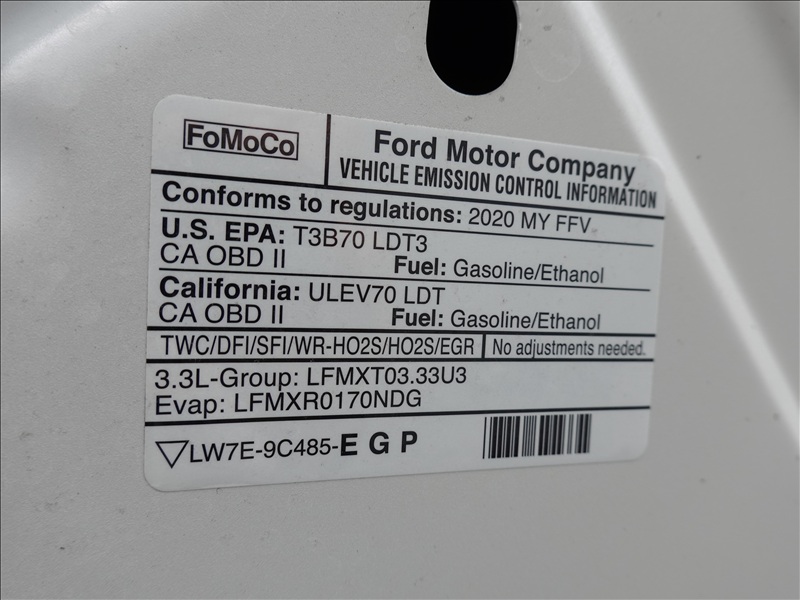 FoMoCo
Ford Motor Company
VEHICLE EMISSION CONTROL INFORMATION
Conforms to regulations: 2020 MY FFV
U.S. EPA: T3B70 LDT3
CA OBD II Fuel: Gasoline/Ethanol
California: ULEV70 LDT
CA OBD II Fuel: Gasoline/Ethanol
TWC/DFI/SFI/WR-HO2S/HO2S/EGR No adjustments needed.
3.3L-Group: LFMXT03.33U3
Evap: LFMXR0170NDG
LW7E-9C485-EGP